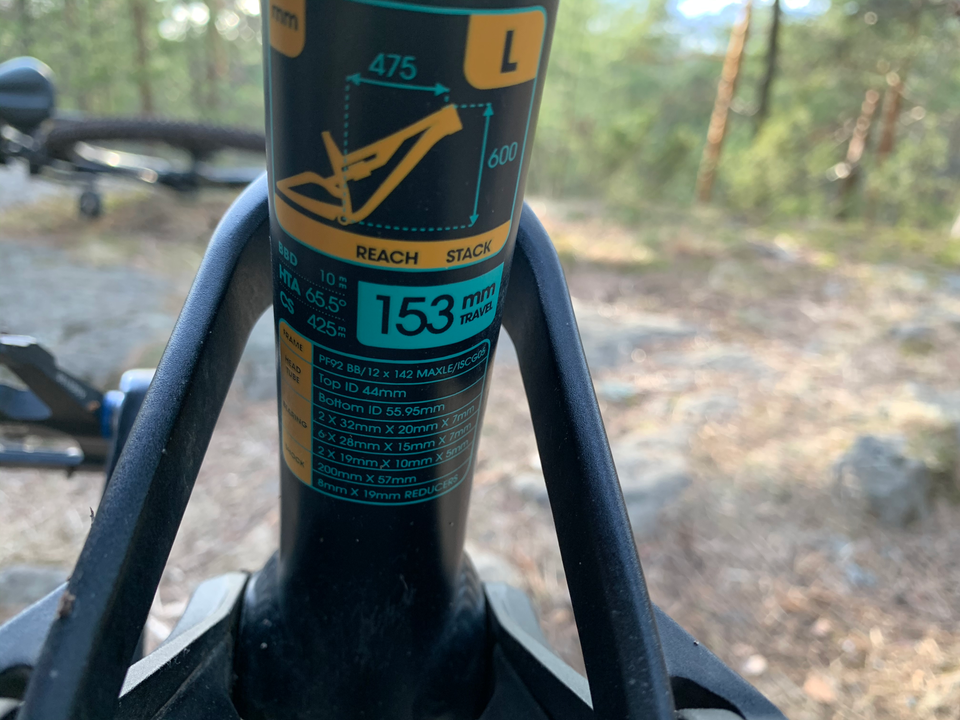 mm
L
475
600
REACH STACK
BBD 10mm
HTA 65.5°
CS 425mm
153 mm TRAVEL
FRAME
PF92 BB/12 x 142 MAXLE/ISCG05
HEAD TUBE
Top ID 44mm
Bottom ID 55.95mm
BEARING
2 X 32mm X 20mm X 7mm
6 X 28mm X 15mm X 7mm
2 X 19mm X 10mm X 5mm
SHOCK
200mm X 57mm
8mm X 19mm REDUCERS